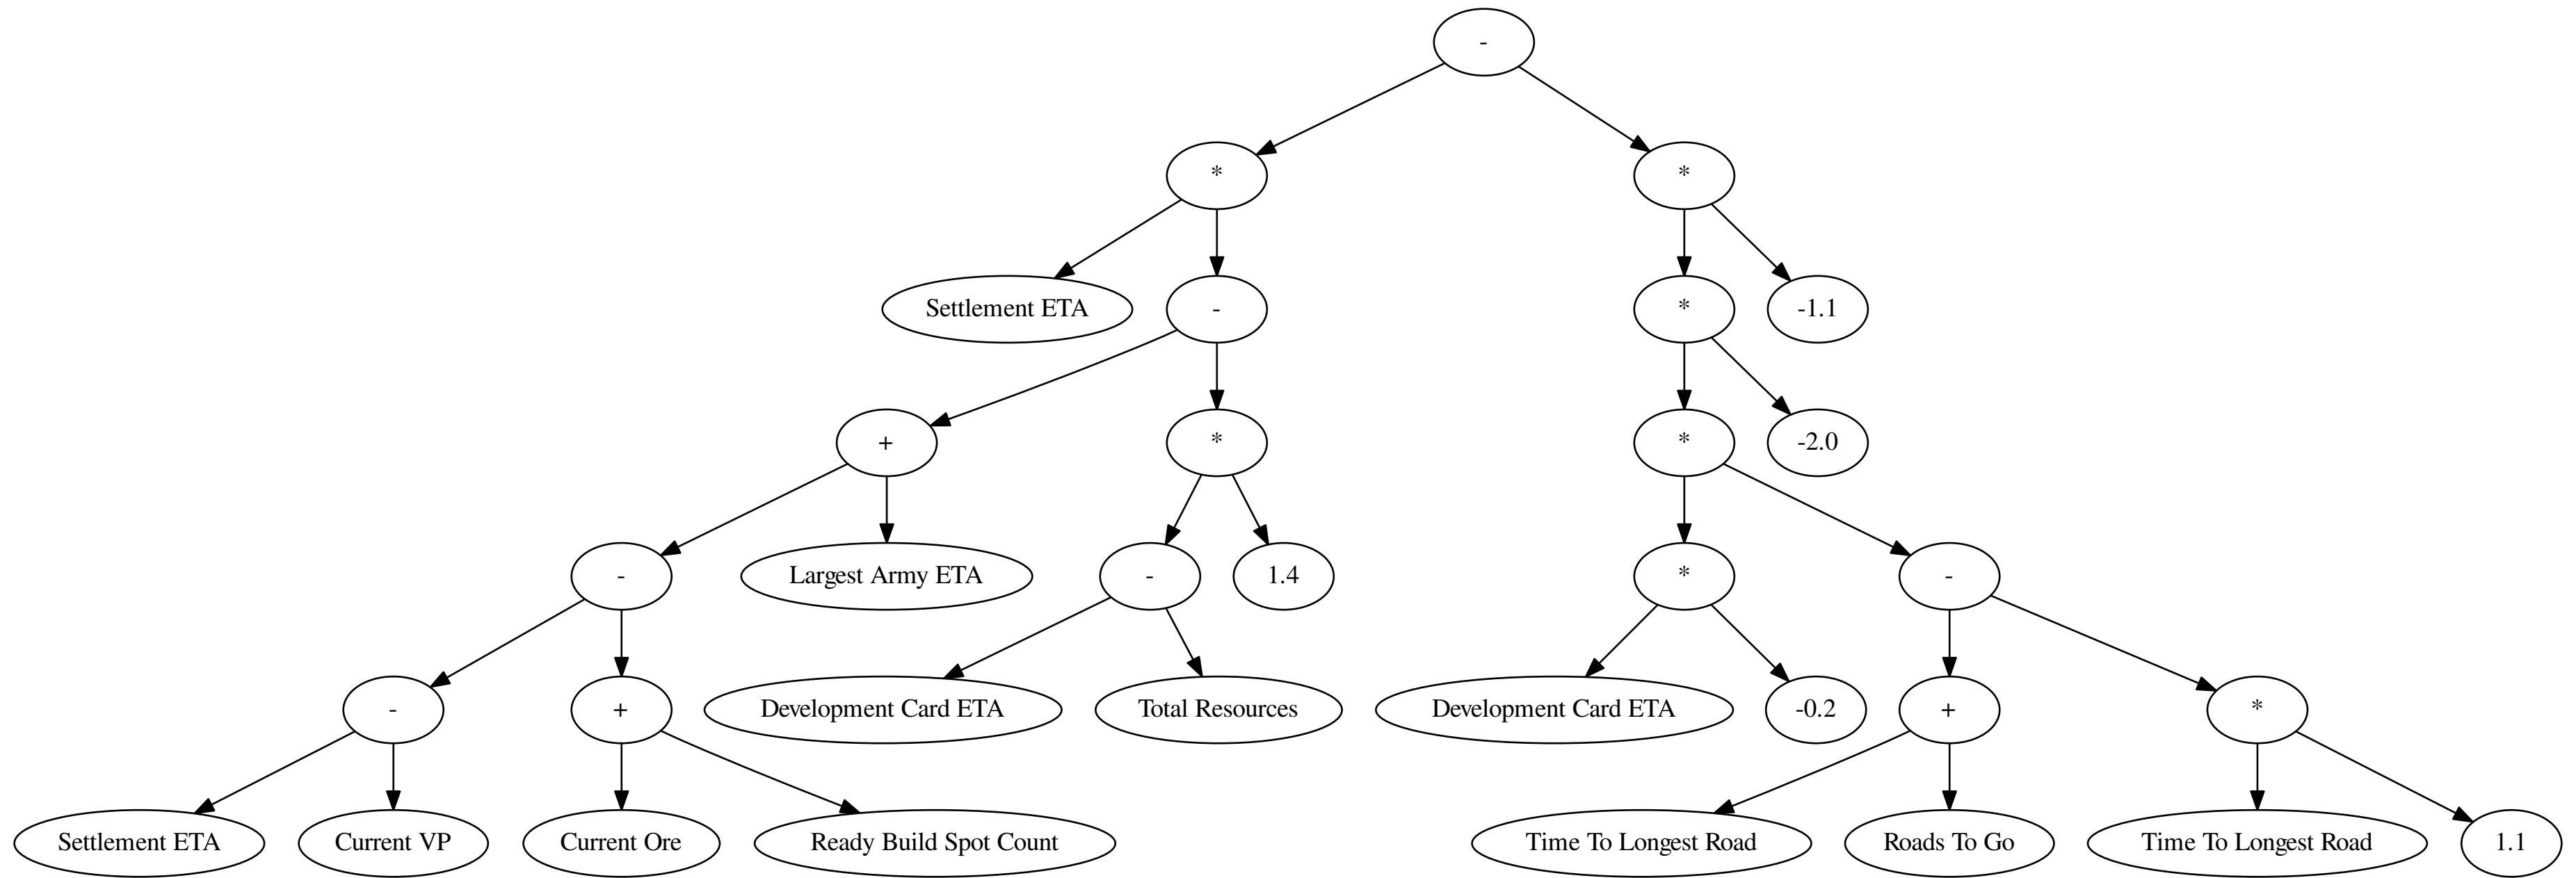 -
*
*
Settlement ETA
-
*
-1.1
+
*
*
-2.0
-
Largest Army ETA
-
1.4
*
-
-
+
Development Card ETA
Total Resources
Development Card ETA
-0.2
+
*
Settlement ETA
Current VP
Current Ore
Ready Build Spot Count
Time To Longest Road
Roads To Go
Time To Longest Road
1.1